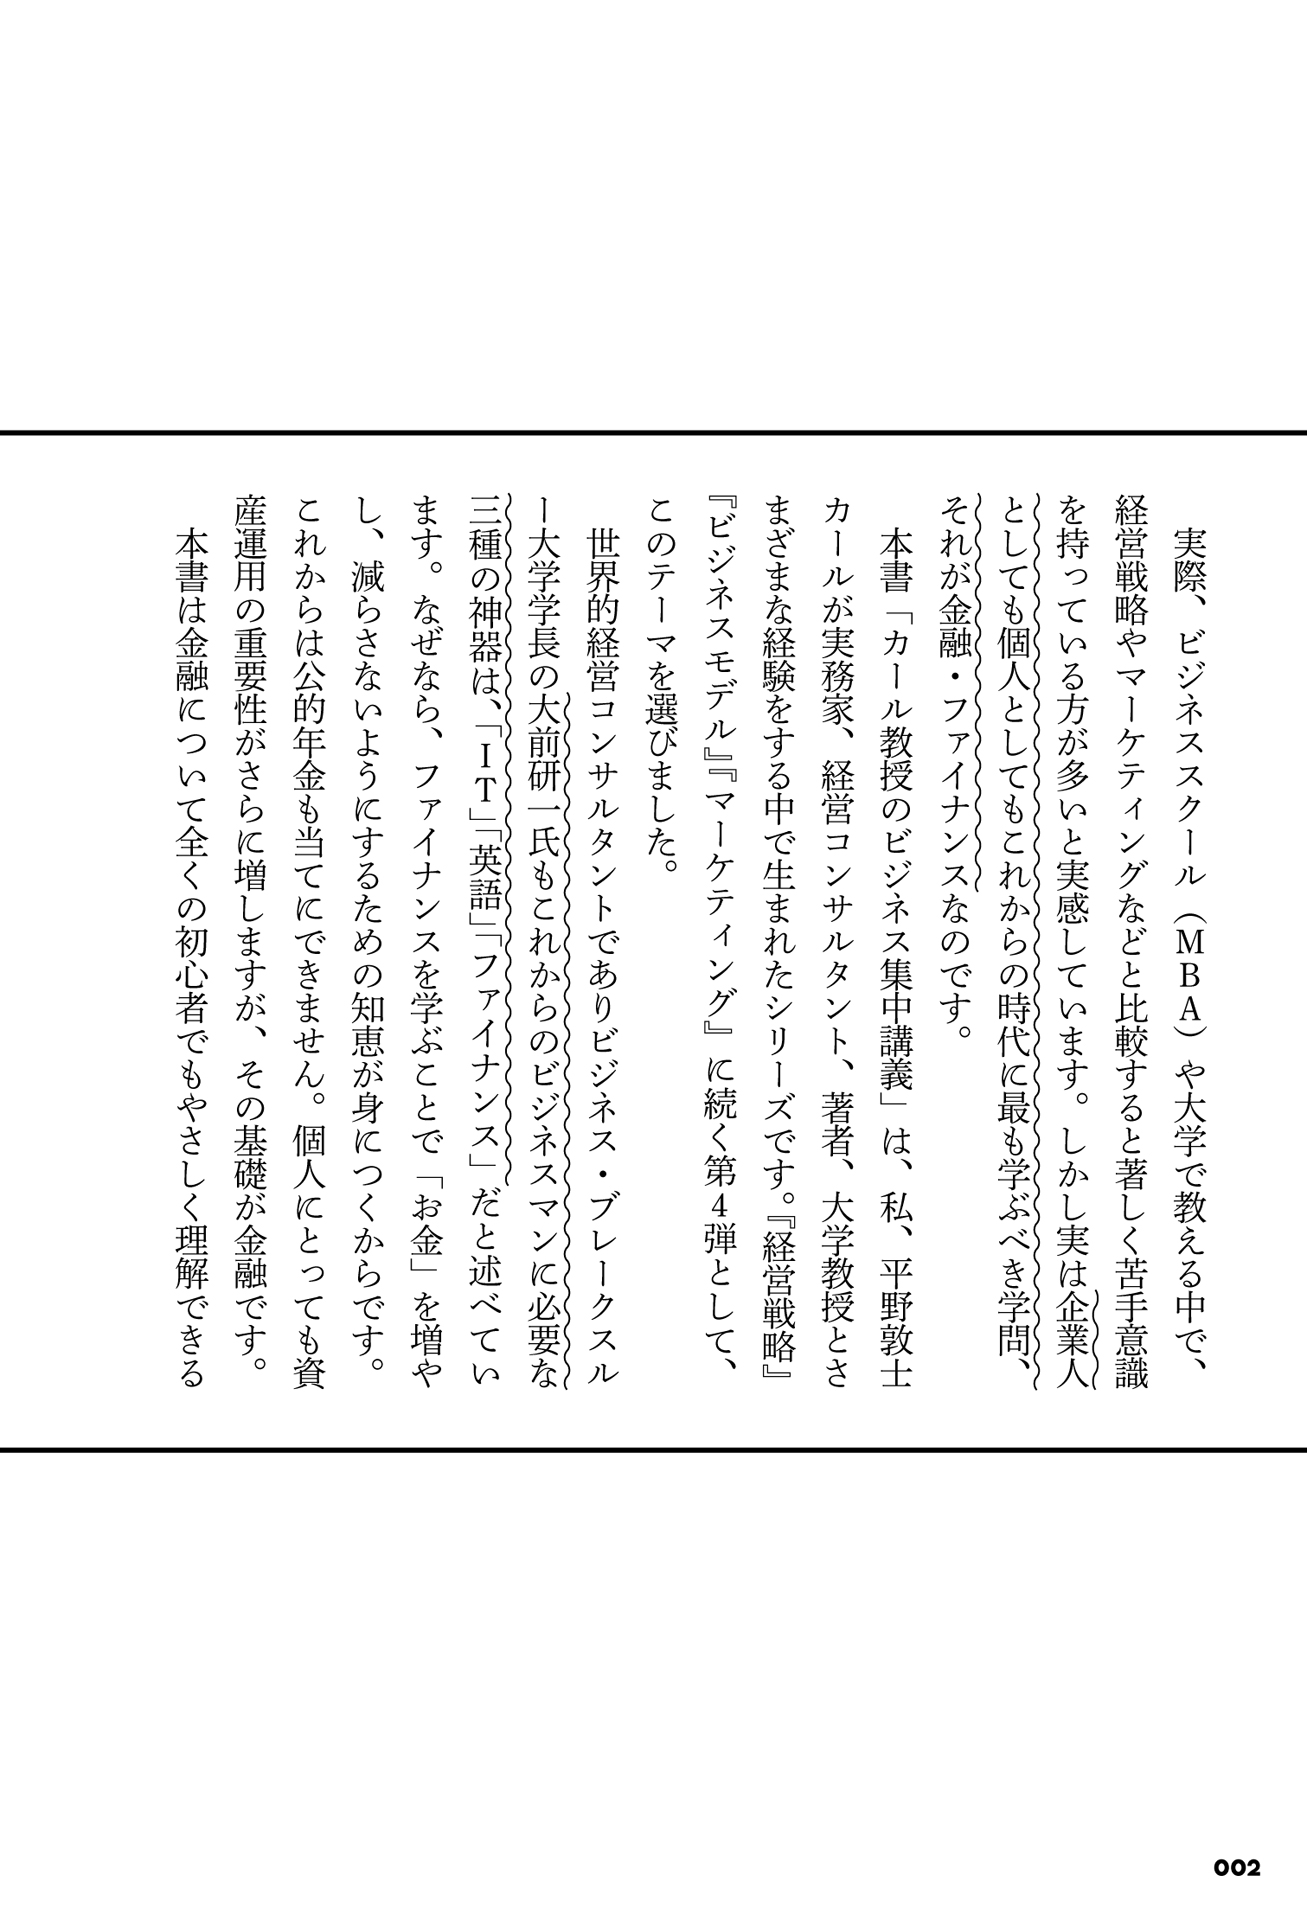 実際、ビジネススクール（ＭＢＡ）や大学で教える中で、
経営戦略やマーケティングなどと比較すると著しく苦手意識
を持っている方が多いと実感しています。しかし実は企業人
としても個人としてもこれからの時代に最も学ぶべき学問、
それが金融・ファイナンスなのです。
本書「カール教授のビジネス集中講義」は、私、平野敦士
カールが実務家、経営コンサルタント、著者、大学教授とさ
まざまな経験をする中で生まれたシリーズです。『経営戦略』
『ビジネスモデル』『マーケティング』に続く第４弾として、
このテーマを選びました。
世界的経営コンサルタントでありビジネス・ブレークスル
ー大学学長の大前研一氏もこれからのビジネスマンに必要な
三種の神器は、「ＩＴ」「英語」「ファイナンス」だと述べてい
ます。なぜなら、ファイナンスを学ぶことで「お金」を増や
し、減らさないようにするための知恵が身につくからです。
これからは公的年金も当てにできません。個人にとっても資
産運用の重要性がさらに増しますが、その基礎が金融です。
本書は金融について全くの初心者でもやさしく理解できる
002